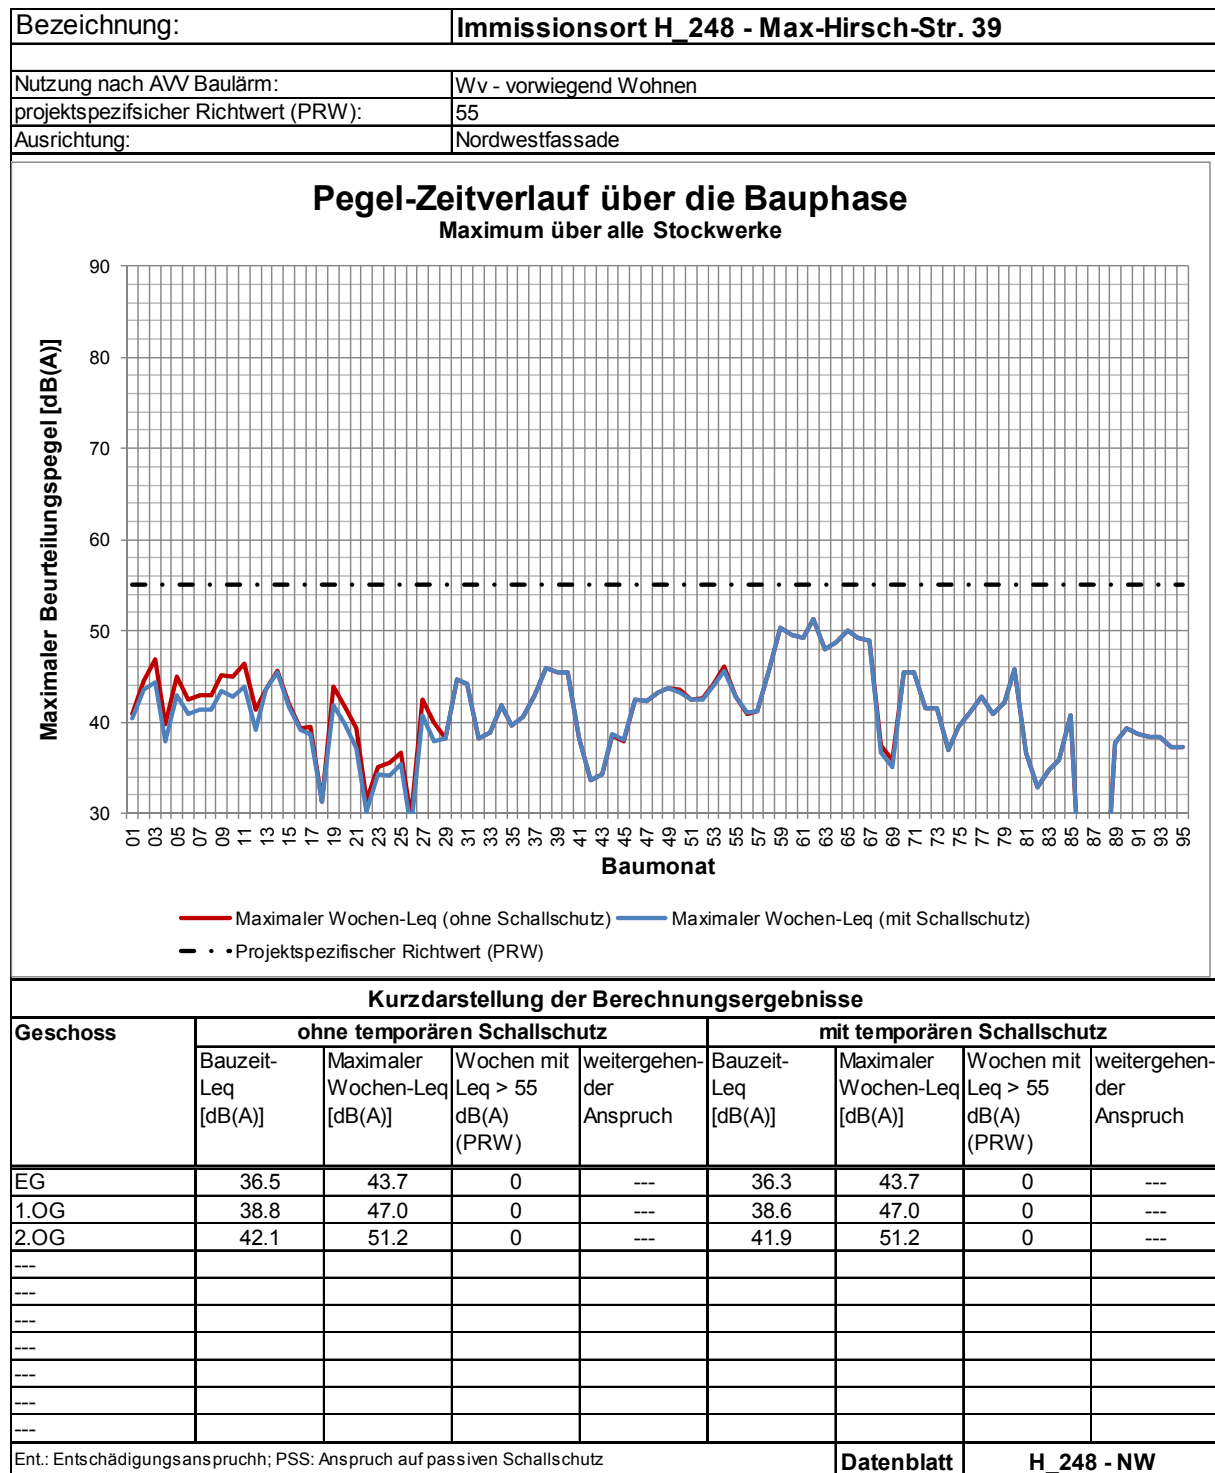 Bezeichnung: Immissionsort H_248 - Max-Hirsch-Str. 39
Nutzung nach AVV Baulärm: Wv - vorwiegend Wohnen
projektspezifsicher Richtwert (PRW): 55
Ausrichtung: Nordwestfassade
Pegel-Zeitverlauf über die Bauphase
Maximum über alle Stockwerke
Maximaler Beurteilungspegel [dB(A)]
90
80
70
60
50
40
30
01 03 05 07 09 11 13 15 17 19 21 23 25 27 29 31 33 35 37 39 41 43 45 47 49 51 53 55 57 59 61 63 65 67 69 71 73 75 77 79 81 83 85 87 89 91 93 95
Baumonat
Maximaler Wochen-Leq (ohne Schallschutz) Maximaler Wochen-Leq (mit Schallschutz)
Projektspezifischer Richtwert (PRW)
Kurzdarstellung der Berechnungsergebnisse
Geschoss ohne temporären Schallschutz mit temporären Schallschutz
Bauzeit- Maximaler Wochen mit weitergehen- Bauzeit- Maximaler Wochen mit weitergehen-
Leq Wochen-Leq Leq > 55 der Leq Wochen-Leq Leq > 55 der
[dB(A)] [dB(A)] dB(A) Anspruch [dB(A)] [dB(A)] dB(A) Anspruch
(PRW) (PRW)
EG 36.5 43.7 0 --- 36.3 43.7 0 ---
1.OG 38.8 47.0 0 --- 38.6 47.0 0 ---
2.OG 42.1 51.2 0 --- 41.9 51.2 0 ---
---
---
---
---
---
---
---
Ent.: Entschädigungsanspruchh; PSS: Anspruch auf passiven Schallschutz Datenblatt H_248 - NW